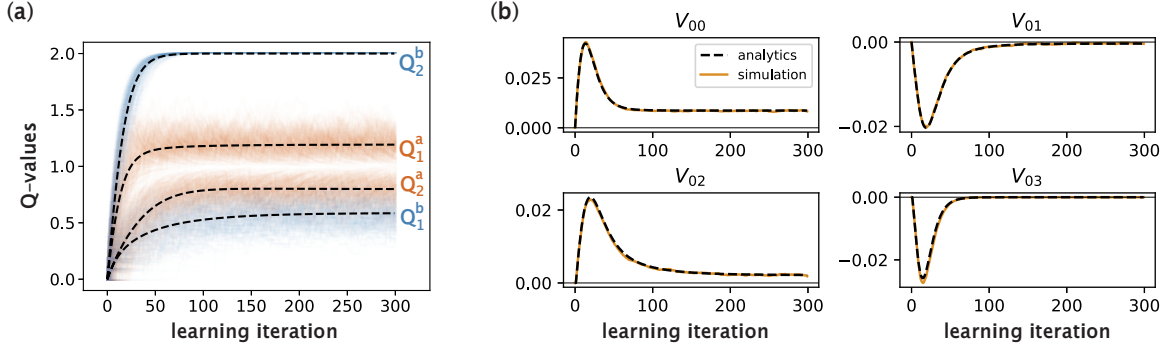 (a)
Q-values
2.0
1.5
1.0
0.5
0.0
0 50 100 150 200 250 300
learning iteration
Q₂ᵇ
Q₁ᵃ
Q₂ᵃ
Q₁ᵇ
(b)
V₀₀
0.025
0.000
analytics
simulation
0 100 200 300
V₀₁
0.00
−0.02
0 100 200 300
V₀₂
0.02
0.00
0 100 200 300
learning iteration
V₀₃
0.00
−0.02
0 100 200 300
learning iteration